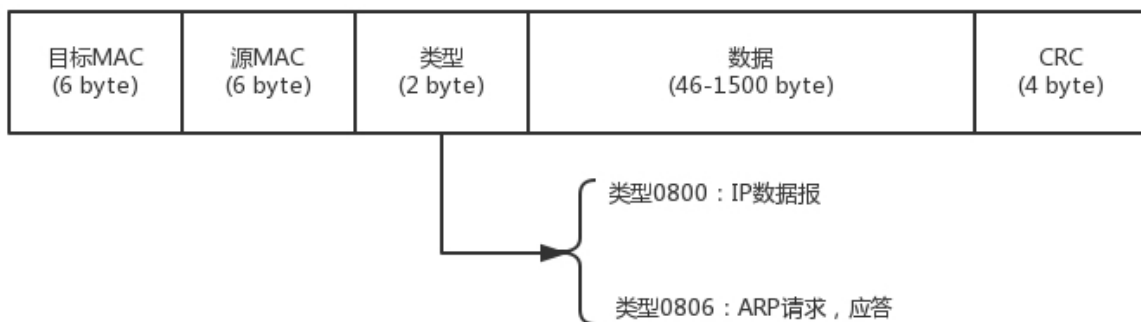 目标MAC
(6 byte)
源MAC
(6 byte)
类型
(2 byte)
数据
(46-1500 byte)
CRC
(4 byte)
类型0800：IP数据报
类型0806：ARP请求，应答